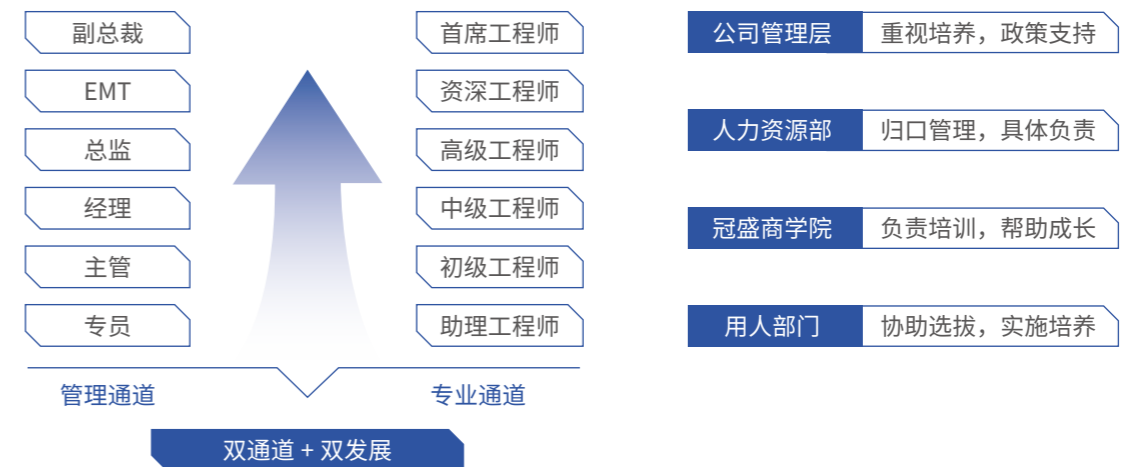 副总裁
EMT
总监
经理
主管
专员
管理通道
首席工程师
资深工程师
高级工程师
中级工程师
初级工程师
助理工程师
专业通道
双通道 + 双发展
公司管理层 重视培养，政策支持
人力资源部 归口管理，具体负责
冠盛商学院 负责培训，帮助成长
用人部门 协助选拔，实施培养